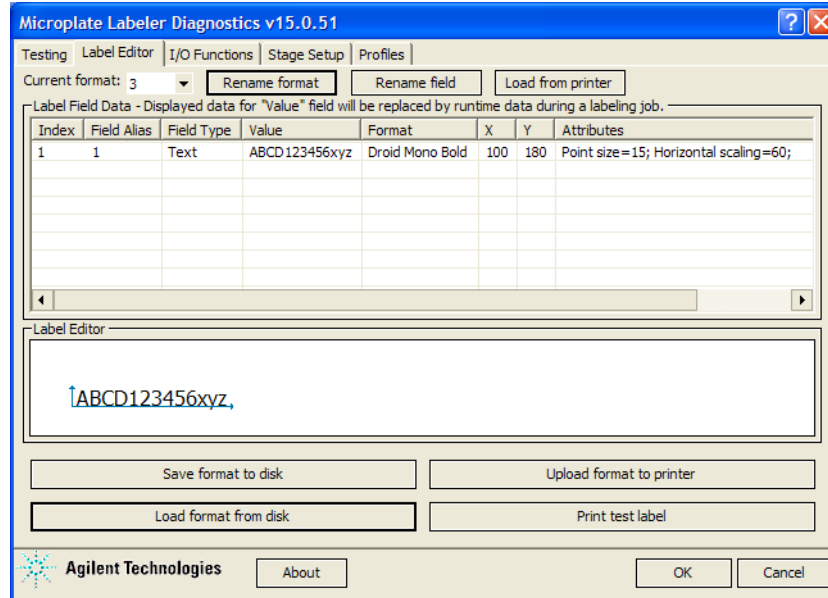 Microplate Labeler Diagnostics v15.0.51
Testing Label Editor I/O Functions Stage Setup Profiles
Current format: 3 Rename format Rename field Load from printer
Label Field Data - Displayed data for "Value" field will be replaced by runtime data during a labeling job.
Index Field Alias Field Type Value Format X Y Attributes
1 1 Text ABCD123456xyz Droid Mono Bold 100 180 Point size=15; Horizontal scaling=60;
Label Editor
ABCD123456xyz
Save format to disk Upload format to printer
Load format from disk Print test label
Agilent Technologies About OK Cancel